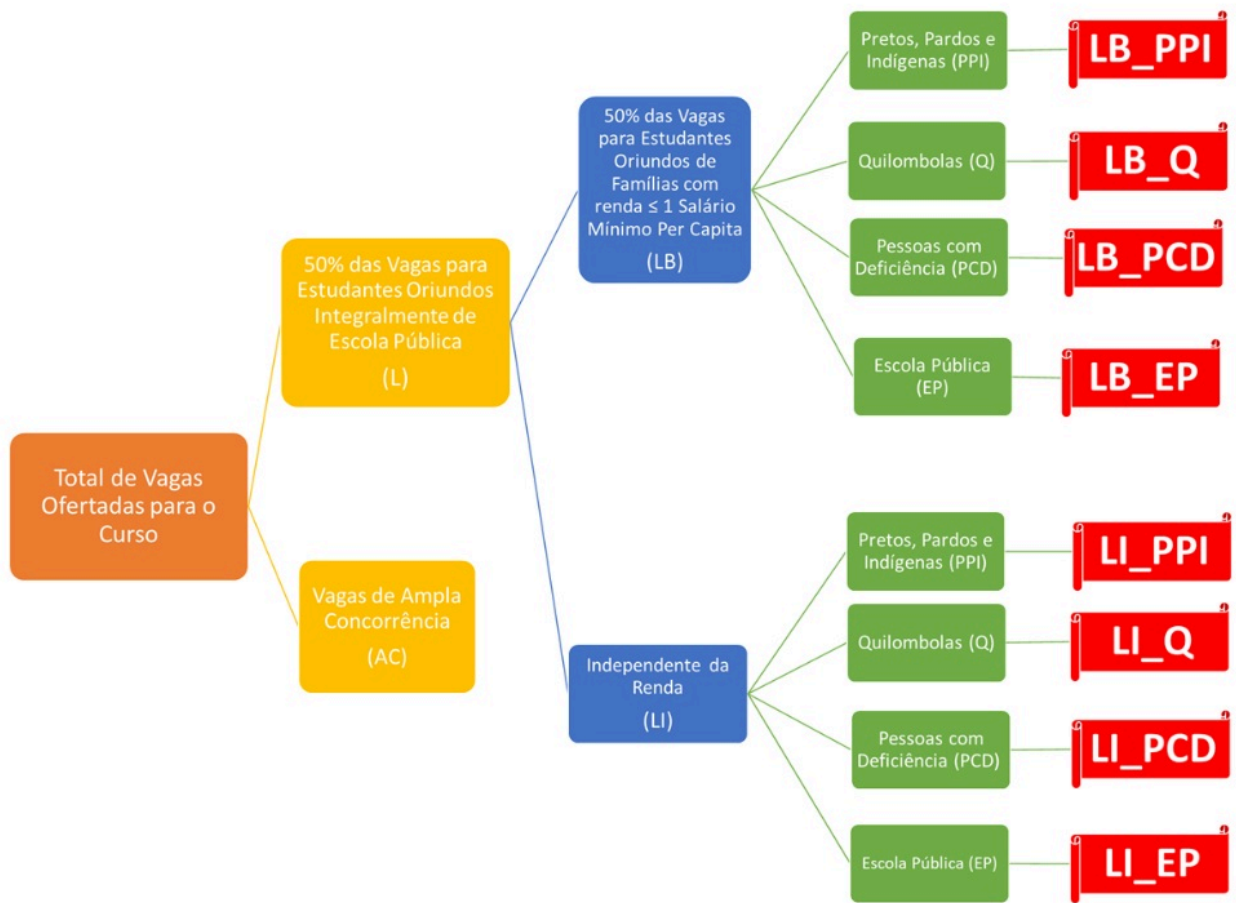 Total de Vagas
Ofertadas para o
Curso
50% das Vagas para
Estudantes Oriundos
Integralmente de
Escola Pública
(L)
Vagas de Ampla
Concorrência
(AC)
50% das Vagas
para Estudantes
Oriundos de
Famílias com
renda ≤ 1 Salário
Mínimo Per Capita
(LB)
Independente da
Renda
(LI)
Pretos, Pardos e
Indígenas (PPI)
LB_PPI
Quilombolas (Q)
LB_Q
Pessoas com
Deficiência (PCD)
LB_PCD
Escola Pública
(EP)
LB_EP
Pretos, Pardos e
Indígenas (PPI)
LI_PPI
Quilombolas (Q)
LI_Q
Pessoas com
Deficiência (PCD)
LI_PCD
Escola Pública (EP)
LI_EP